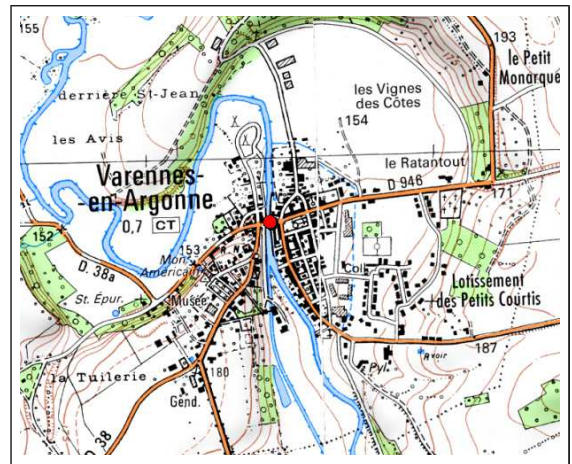 155
193
le Petit
Monarque
derrière St-Jean
les Vignes
des Côtes
154
les Avis
le Ratantout
Varennes-
-en-Argonne
D 946
171
0,7 CT
152
153
Mon^t
Américain
D. 38a
Col.
Lotissement
des Petits Courtis
St. Épur.
Musée
187
la Tuilerie
180
Pyl.
Gend.
D 38